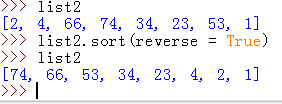 >>> list2
[2, 4, 66, 74, 34, 23, 53, 1]
>>> list2.sort(reverse = True)
>>> list2
[74, 66, 53, 34, 23, 4, 2, 1]
>>>